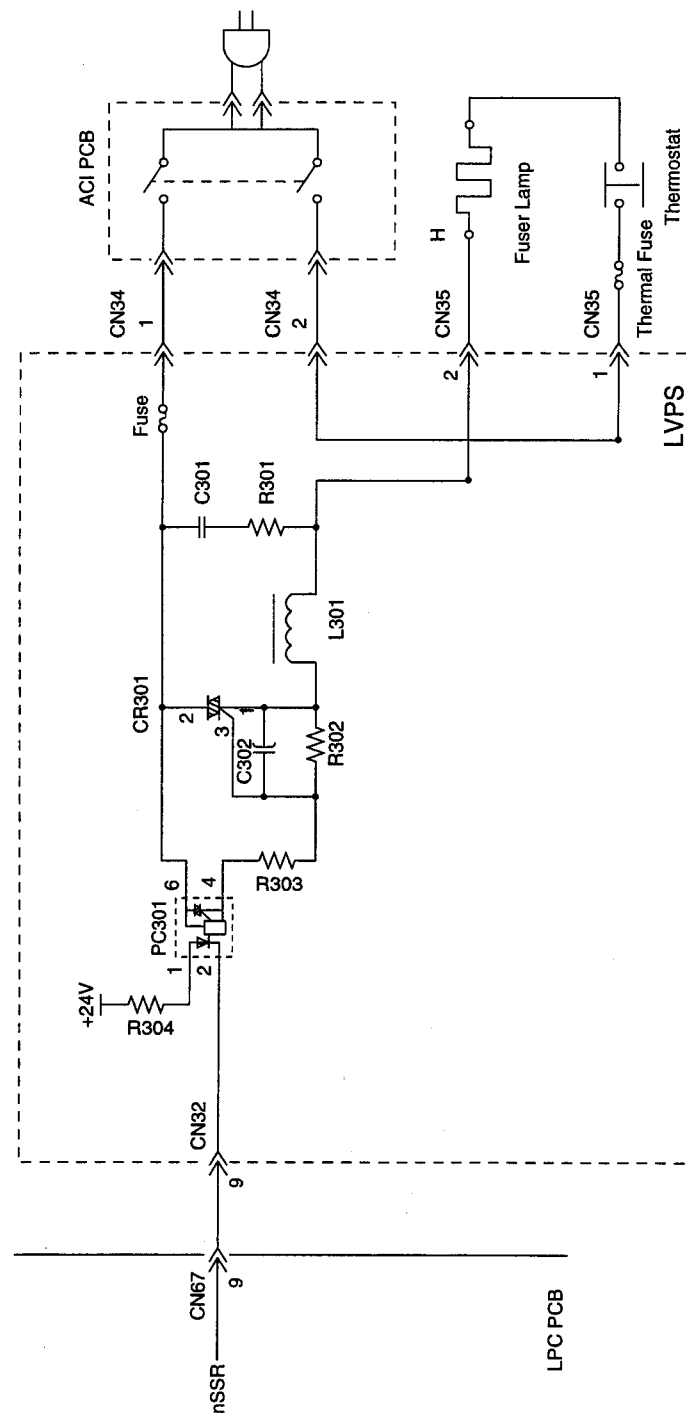 nSSR
CN67
9
LPC PCB
9
CN32
+24V
R304
1
2
PC301
6
4
R303
CR301
2
3
1
C302
R302
L301
C301
R301
Fuse
LVPS
CN34
1
CN34
2
CN35
2
CN35
1
ACI PCB
H
Fuser Lamp
Thermal Fuse
Thermostat